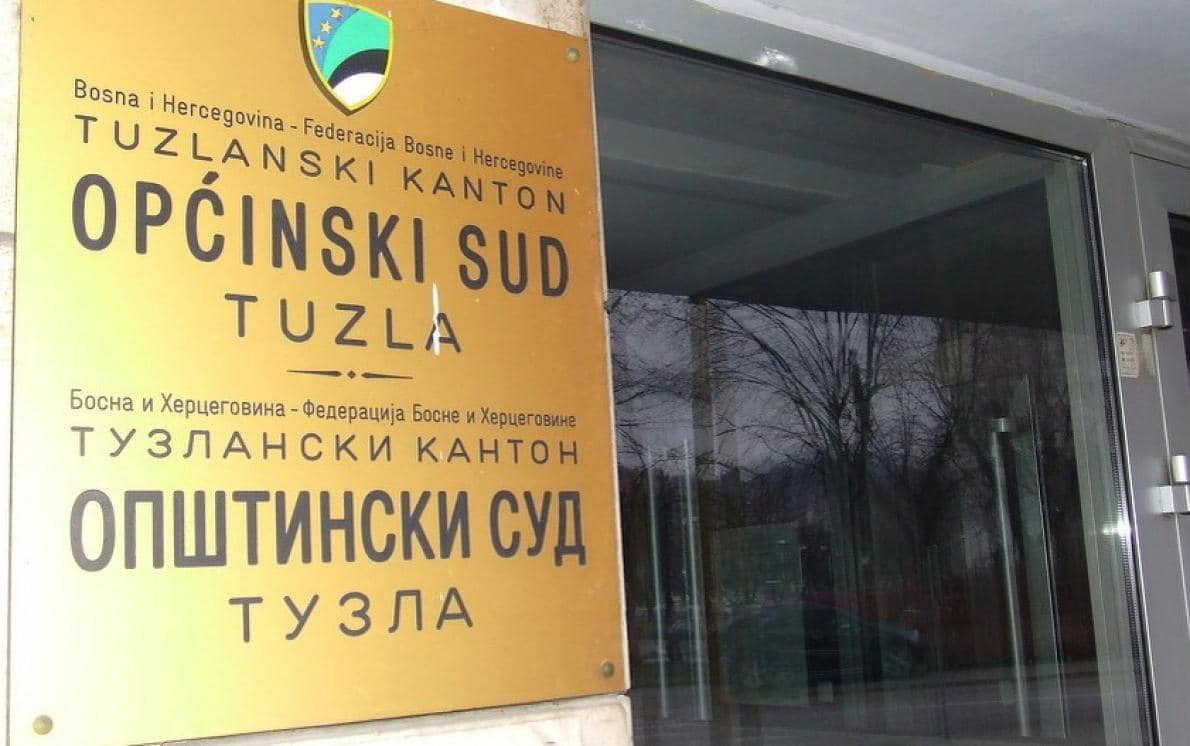 Bosna i Hercegovina - Federacija Bosne i Hercegovine
TUZLANSKI KANTON
OPĆINSKI SUD
TUZLA
Босна и Херцеговина - Федерација Босне и Херцеговине
ТУЗЛАНСКИ КАНТОН
ОПШТИНСКИ СУД
ТУЗЛА